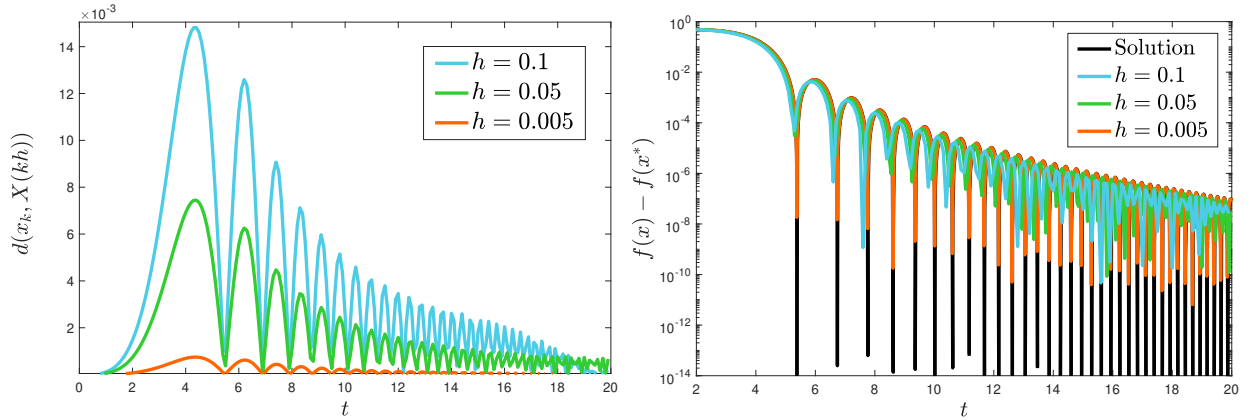 ×10⁻³
14
12
10
8
6
4
2
0 2 4 6 8 10 12 14 16 18 20
t
d(x_k, X(kh))
h = 0.1
h = 0.05
h = 0.005
10⁰
10⁻²
10⁻⁴
10⁻⁶
10⁻⁸
10⁻¹⁰
10⁻¹²
10⁻¹⁴
2 4 6 8 10 12 14 16 18 20
t
f(x) − f(x*)
Solution
h = 0.1
h = 0.05
h = 0.005